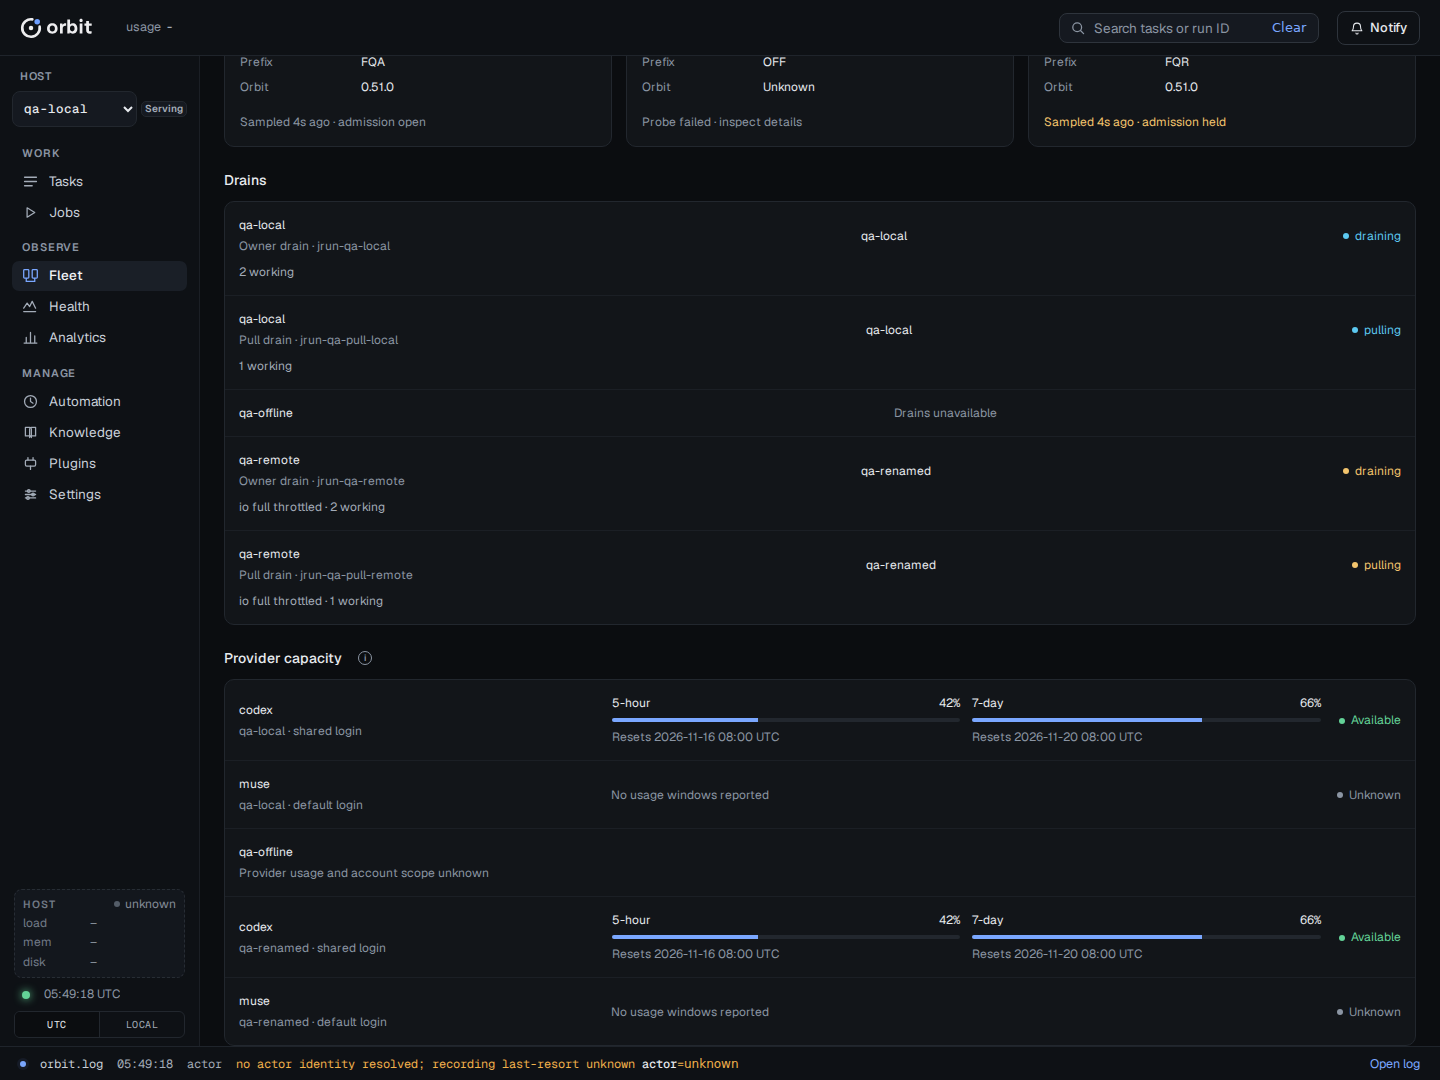 orbit
usage –
Search tasks or run ID
Clear
Notify
HOST
qa-local
Serving
WORK
Tasks
Jobs
OBSERVE
Fleet
Health
Analytics
MANAGE
Automation
Knowledge
Plugins
Settings
HOST
unknown
load –
mem –
disk –
05:49:18 UTC
UTC
LOCAL
Prefix FQA
Orbit 0.51.0
Sampled 4s ago · admission open
Prefix OFF
Orbit Unknown
Probe failed · inspect details
Prefix FQR
Orbit 0.51.0
Sampled 4s ago · admission held
Drains
qa-local
Owner drain · jrun-qa-local
2 working
qa-local
draining
qa-local
Pull drain · jrun-qa-pull-local
1 working
qa-local
pulling
qa-offline
Drains unavailable
qa-remote
Owner drain · jrun-qa-remote
io full throttled · 2 working
qa-renamed
draining
qa-remote
Pull drain · jrun-qa-pull-remote
io full throttled · 1 working
qa-renamed
pulling
Provider capacity
codex
qa-local · shared login
5-hour 42%
Resets 2026-11-16 08:00 UTC
7-day 66%
Resets 2026-11-20 08:00 UTC
Available
muse
qa-local · default login
No usage windows reported
Unknown
qa-offline
Provider usage and account scope unknown
codex
qa-renamed · shared login
5-hour 42%
Resets 2026-11-16 08:00 UTC
7-day 66%
Resets 2026-11-20 08:00 UTC
Available
muse
qa-renamed · default login
No usage windows reported
Unknown
orbit.log 05:49:18 actor no actor identity resolved; recording last-resort unknown actor=unknown
Open log